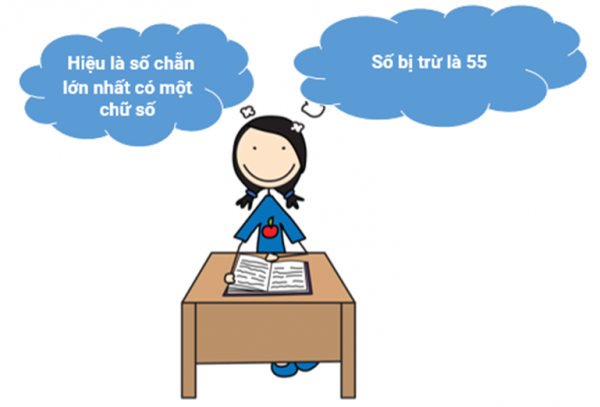 Hiệu là số chẵn
lớn nhất có một
chữ số
Số bị trừ là 55